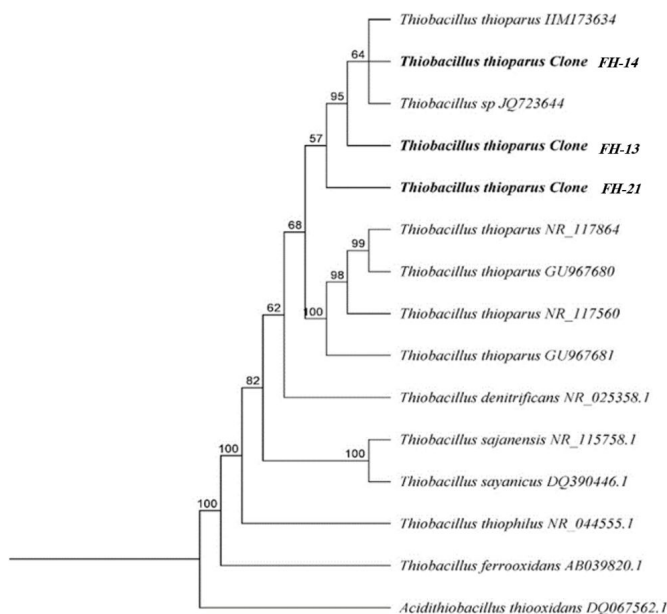 Thiobacillus thioparus HM173634
64
Thiobacillus thioparus Clone FH-14
95
Thiobacillus sp JQ723644
57
Thiobacillus thioparus Clone FH-13
Thiobacillus thioparus Clone FH-21
68
Thiobacillus thioparus NR_117864
99
98
Thiobacillus thioparus GU967680
62
100
Thiobacillus thioparus NR_117560
Thiobacillus thioparus GU967681
82
Thiobacillus denitrificans NR_025358.1
100
Thiobacillus sajanensis NR_115758.1
100
Thiobacillus sayanicus DQ390446.1
100
Thiobacillus thiophilus NR_044555.1
Thiobacillus ferrooxidans AB039820.1
Acidithiobacillus thiooxidans DQ067562.1